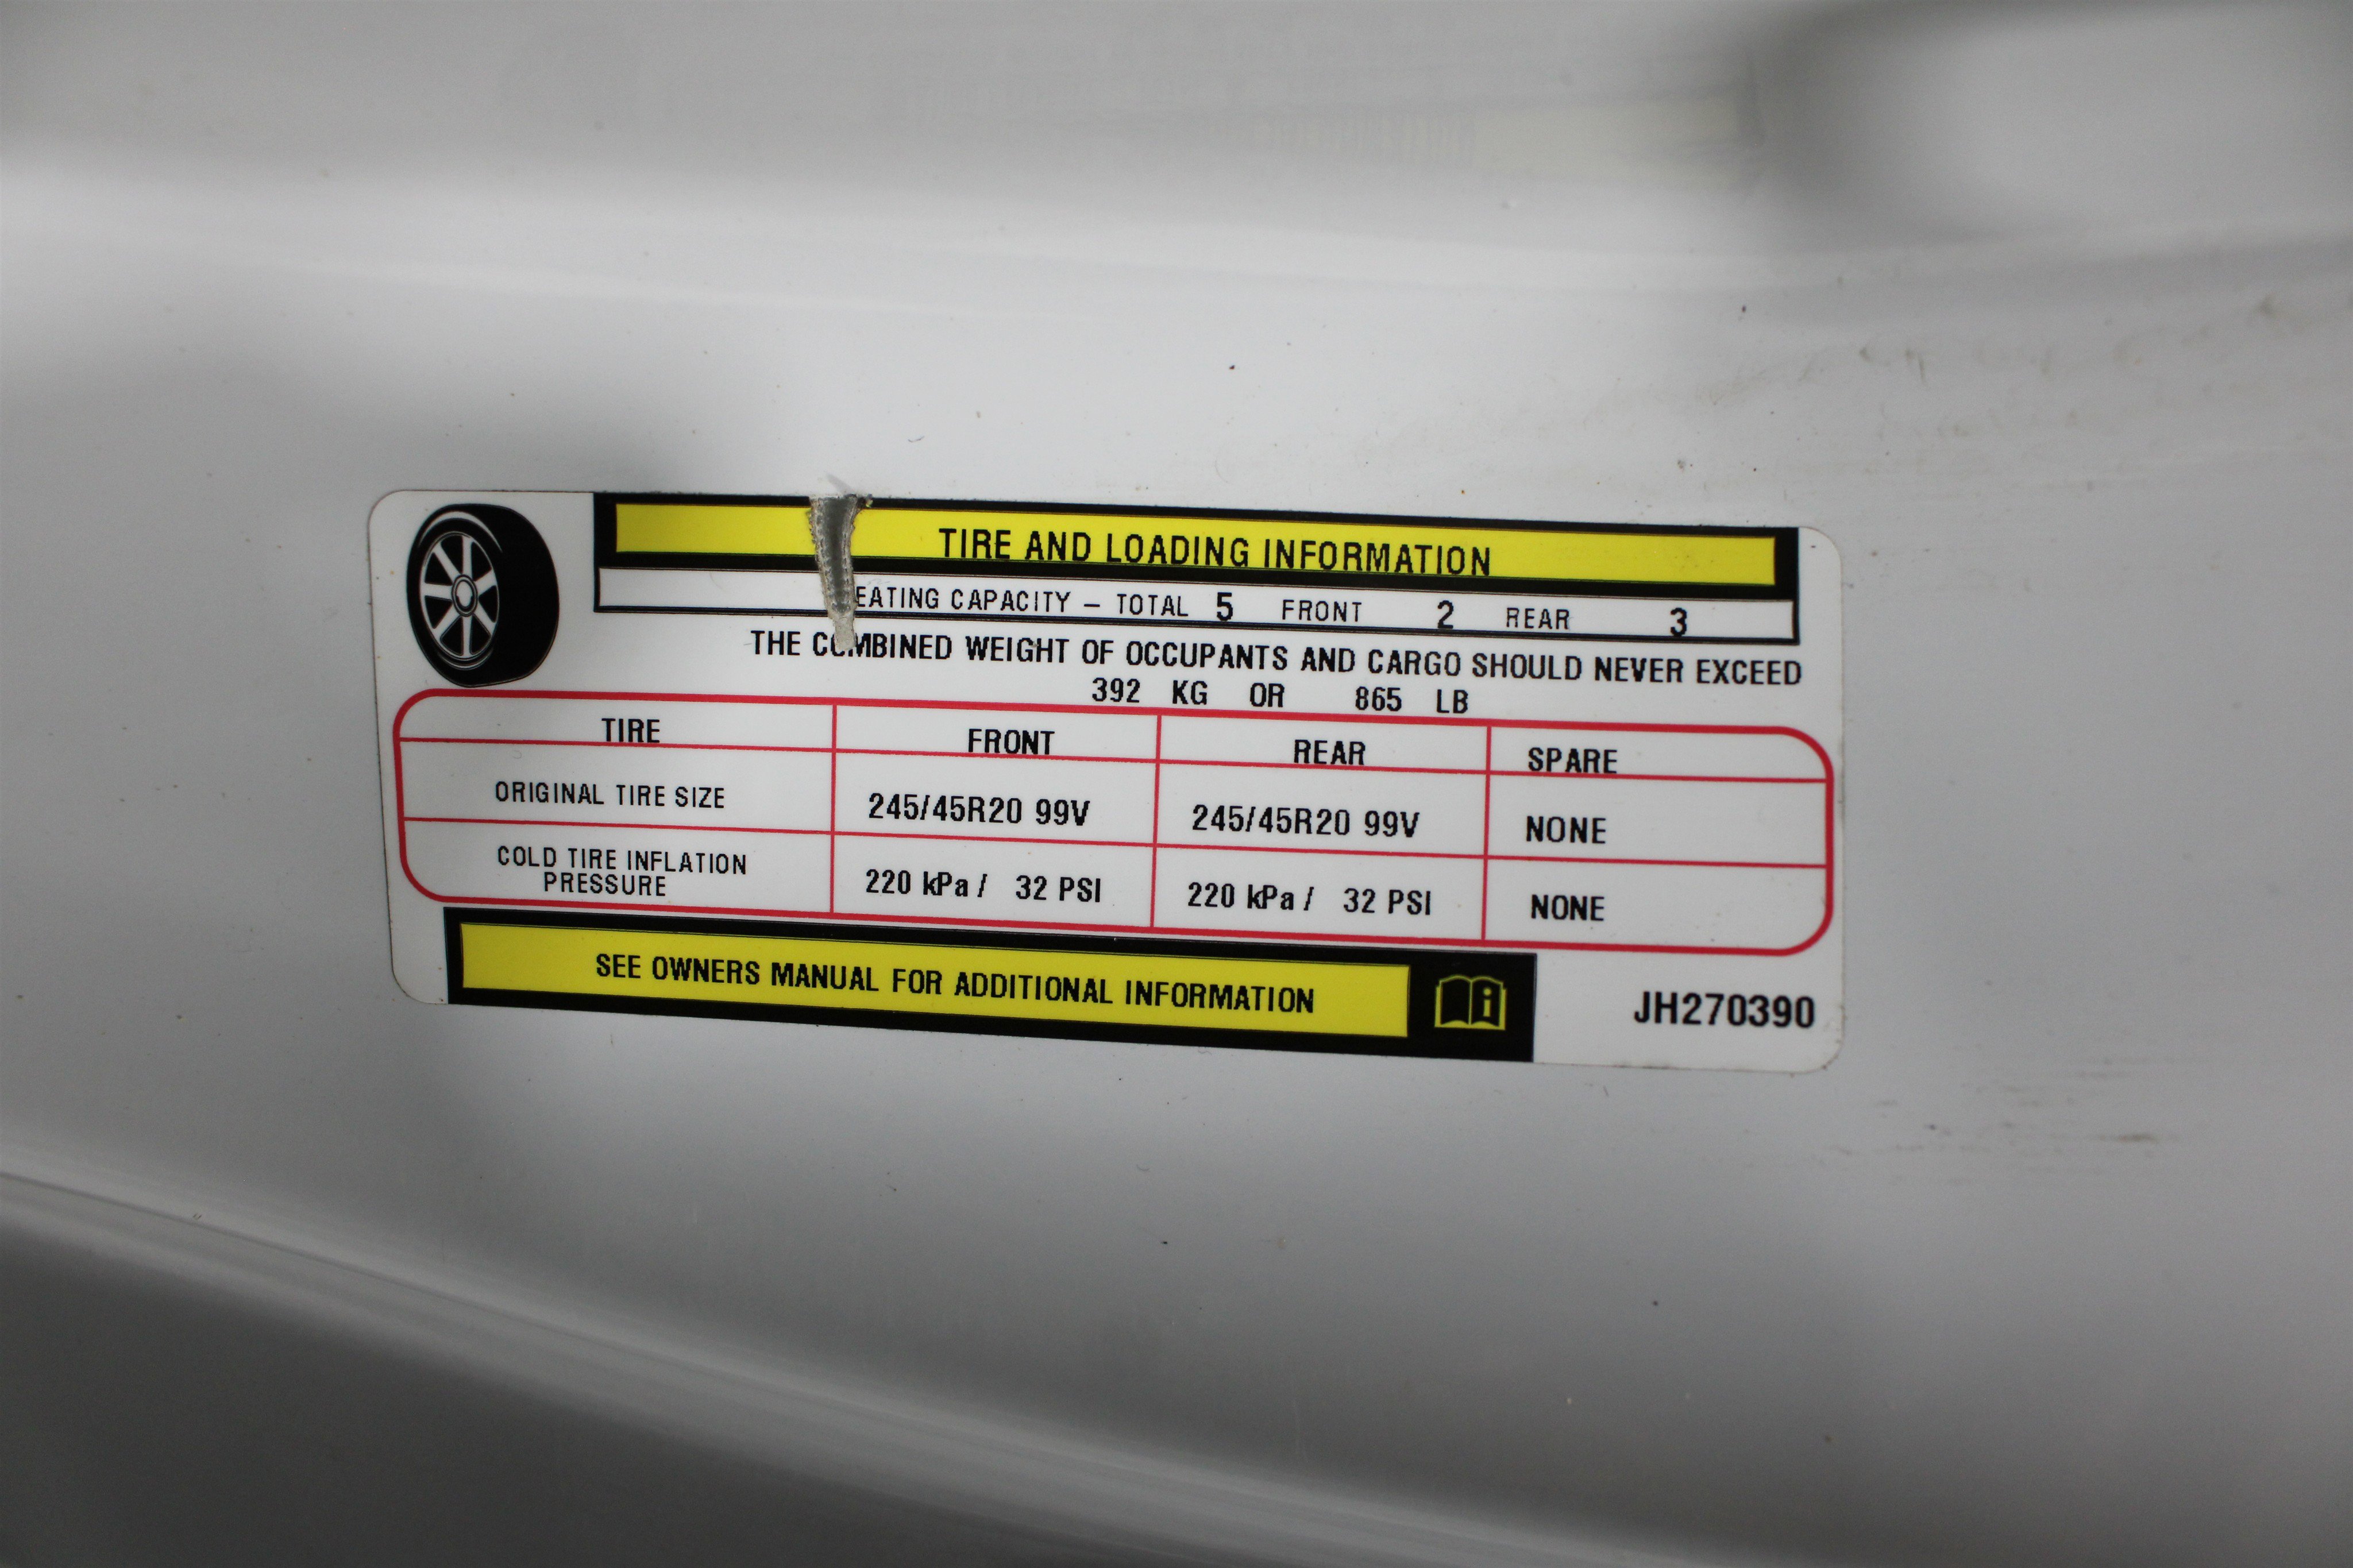 TIRE AND LOADING INFORMATION
EATING CAPACITY – TOTAL 5 FRONT 2 REAR 3
THE COMBINED WEIGHT OF OCCUPANTS AND CARGO SHOULD NEVER EXCEED
392 KG OR 865 LB
TIRE FRONT REAR SPARE
ORIGINAL TIRE SIZE 245/45R20 99V 245/45R20 99V NONE
COLD TIRE INFLATION
PRESSURE 220 kPa / 32 PSI 220 kPa / 32 PSI NONE
SEE OWNERS MANUAL FOR ADDITIONAL INFORMATION i
JH270390